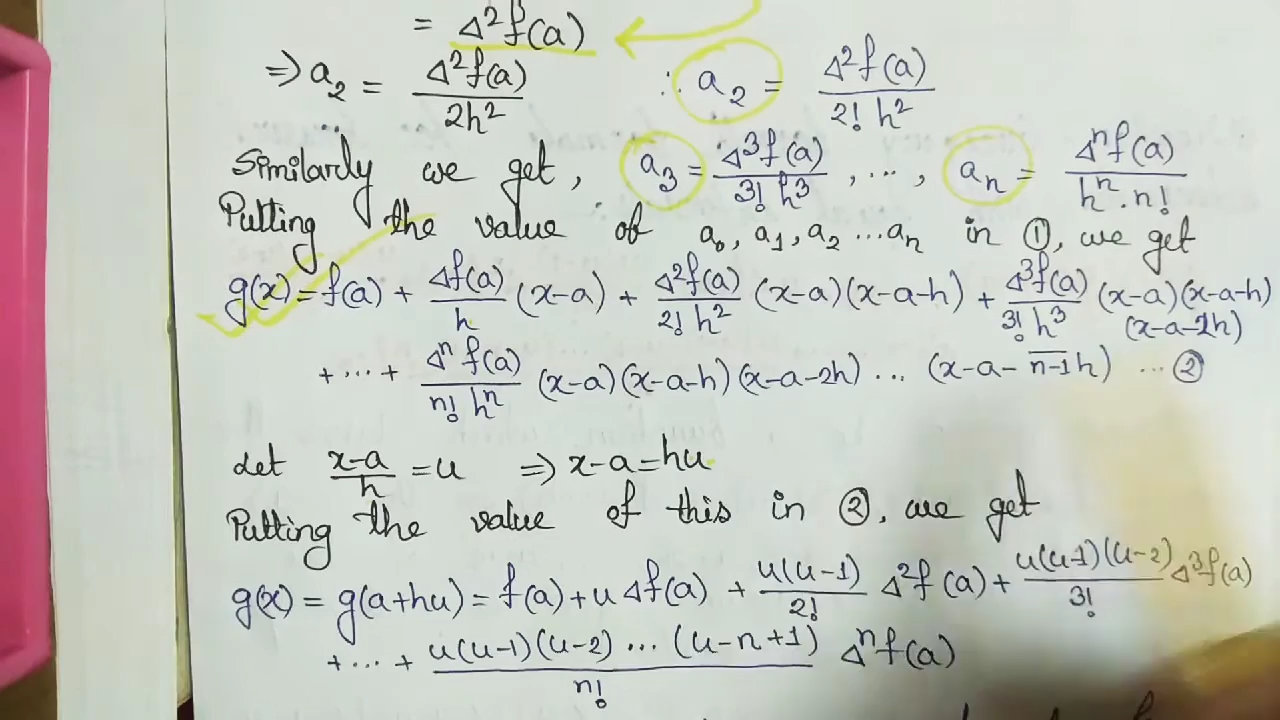 = Δ²f(a)
⇒ a₂ = Δ²f(a) / 2h² ∴ a₂ = Δ²f(a) / 2! h²
Similarly we get, a₃ = Δ³f(a) / 3! h³ , ... , aₙ = Δⁿf(a) / hⁿ . n!
Putting the value of a₀, a₁, a₂ ... aₙ in ①, we get
g(x) = f(a) + Δf(a) / h (x-a) + Δ²f(a) / 2! h² (x-a)(x-a-h) + Δ³f(a) / 3! h³ (x-a)(x-a-h)
(x-a-2h)
+ ... + Δⁿ f(a) / n! hⁿ (x-a)(x-a-h)(x-a-2h) ... (x-a- n̅-̅1̅ h) ... ②
Let x-a / h = u ⇒ x-a = hu
Putting the value of this in ②, we get
g(x) = g(a+hu) = f(a) + u Δf(a) + u(u-1) / 2! Δ²f(a) + u(u-1)(u-2) / 3! Δ³f(a)
+ ... + u(u-1)(u-2) ... (u-n+1) / n! Δⁿf(a)